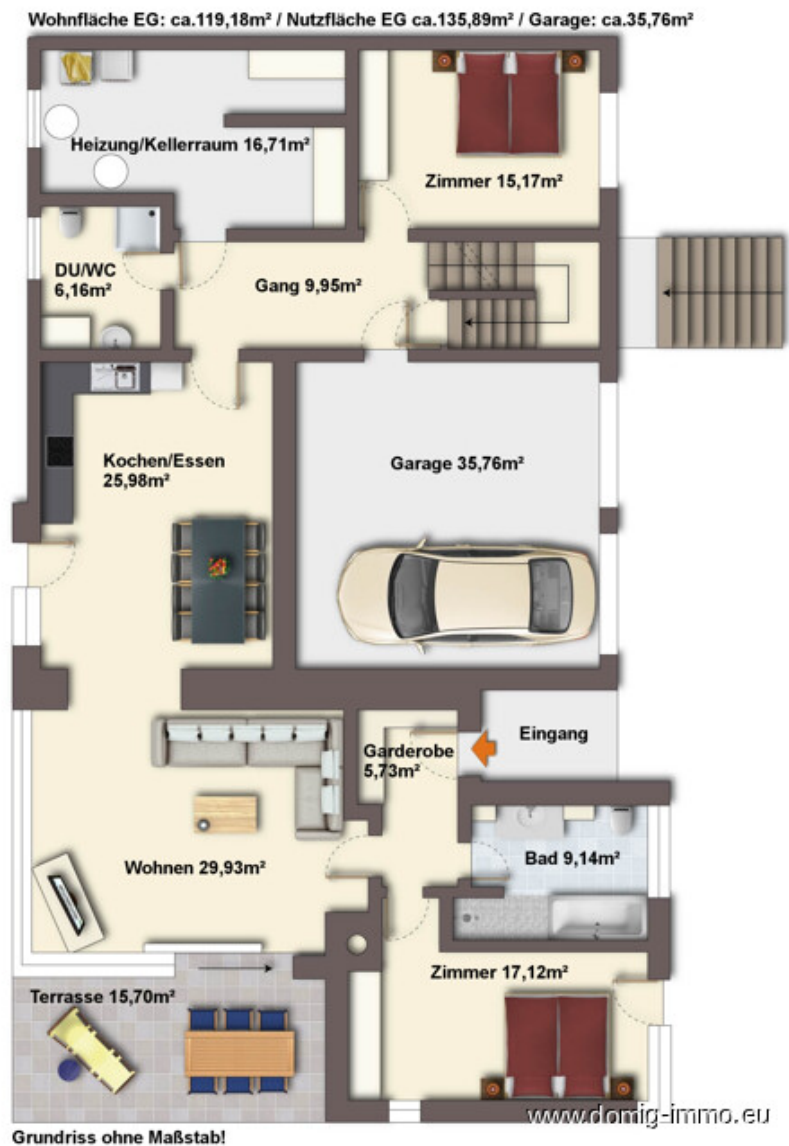 Wohnfläche EG: ca.119,18m² / Nutzfläche EG ca.135,89m² / Garage: ca.35,76m²
Heizung/Kellerraum 16,71m²
Zimmer 15,17m²
DU/WC
6,16m²
Gang 9,95m²
Kochen/Essen
25,98m²
Garage 35,76m²
Garderobe
5,73m²
Eingang
Wohnen 29,93m²
Bad 9,14m²
Zimmer 17,12m²
Terrasse 15,70m²
www.domig-immo.eu
Grundriss ohne Maßstab!